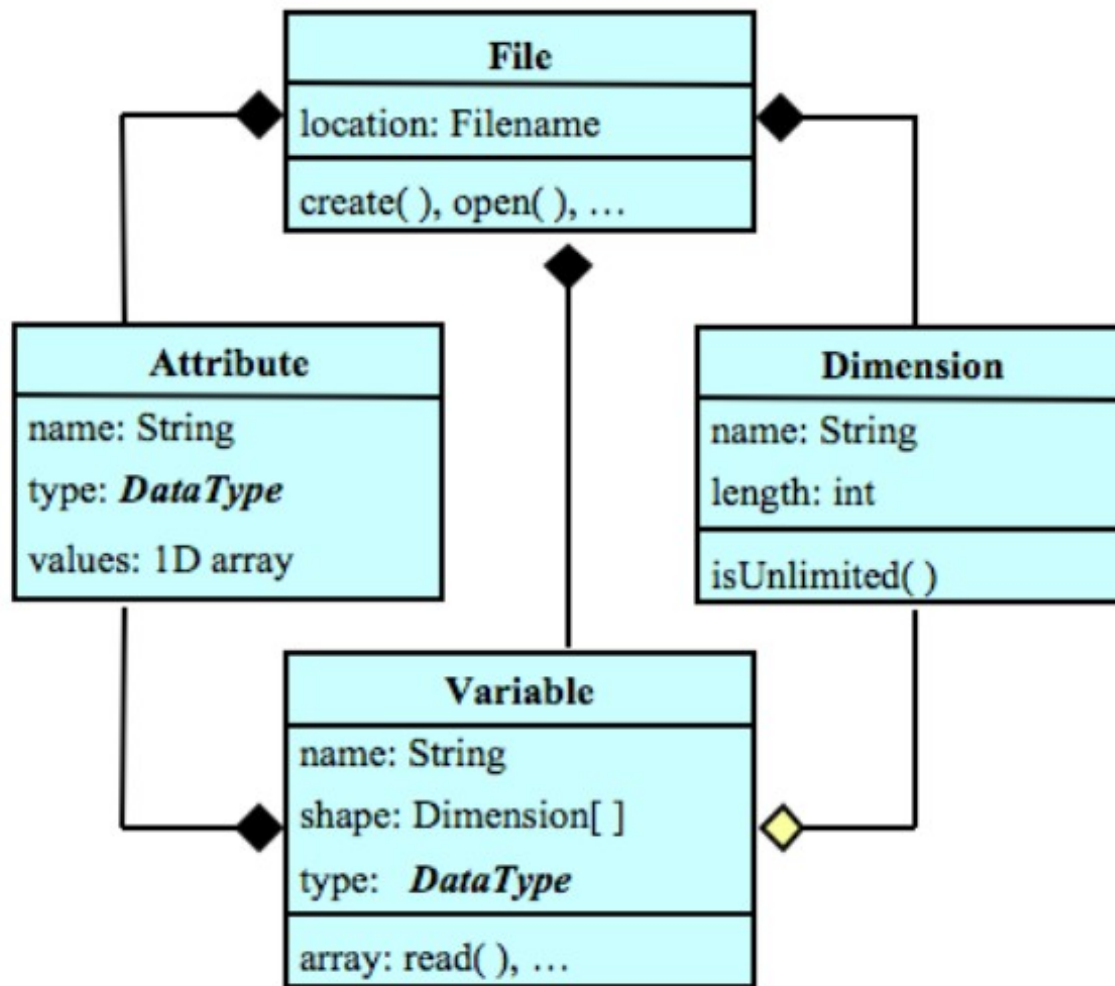 File
location: Filename
create( ), open( ), …
Attribute
name: String
type: DataType
values: 1D array
Dimension
name: String
length: int
isUnlimited( )
Variable
name: String
shape: Dimension[ ]
type: DataType
array: read( ), …